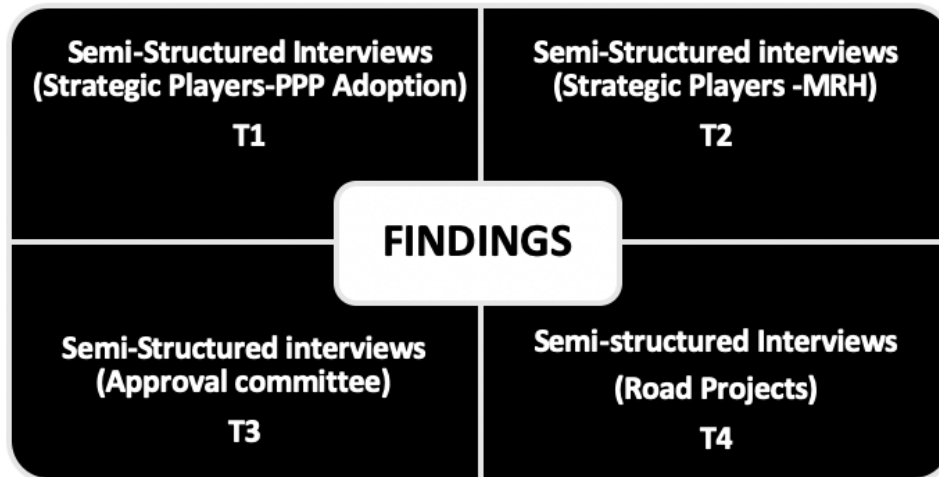 Semi-Structured Interviews
(Strategic Players-PPP Adoption)
T1
Semi-Structured interviews
(Strategic Players -MRH)
T2
FINDINGS
Semi-Structured interviews
(Approval committee)
T3
Semi-structured Interviews
(Road Projects)
T4